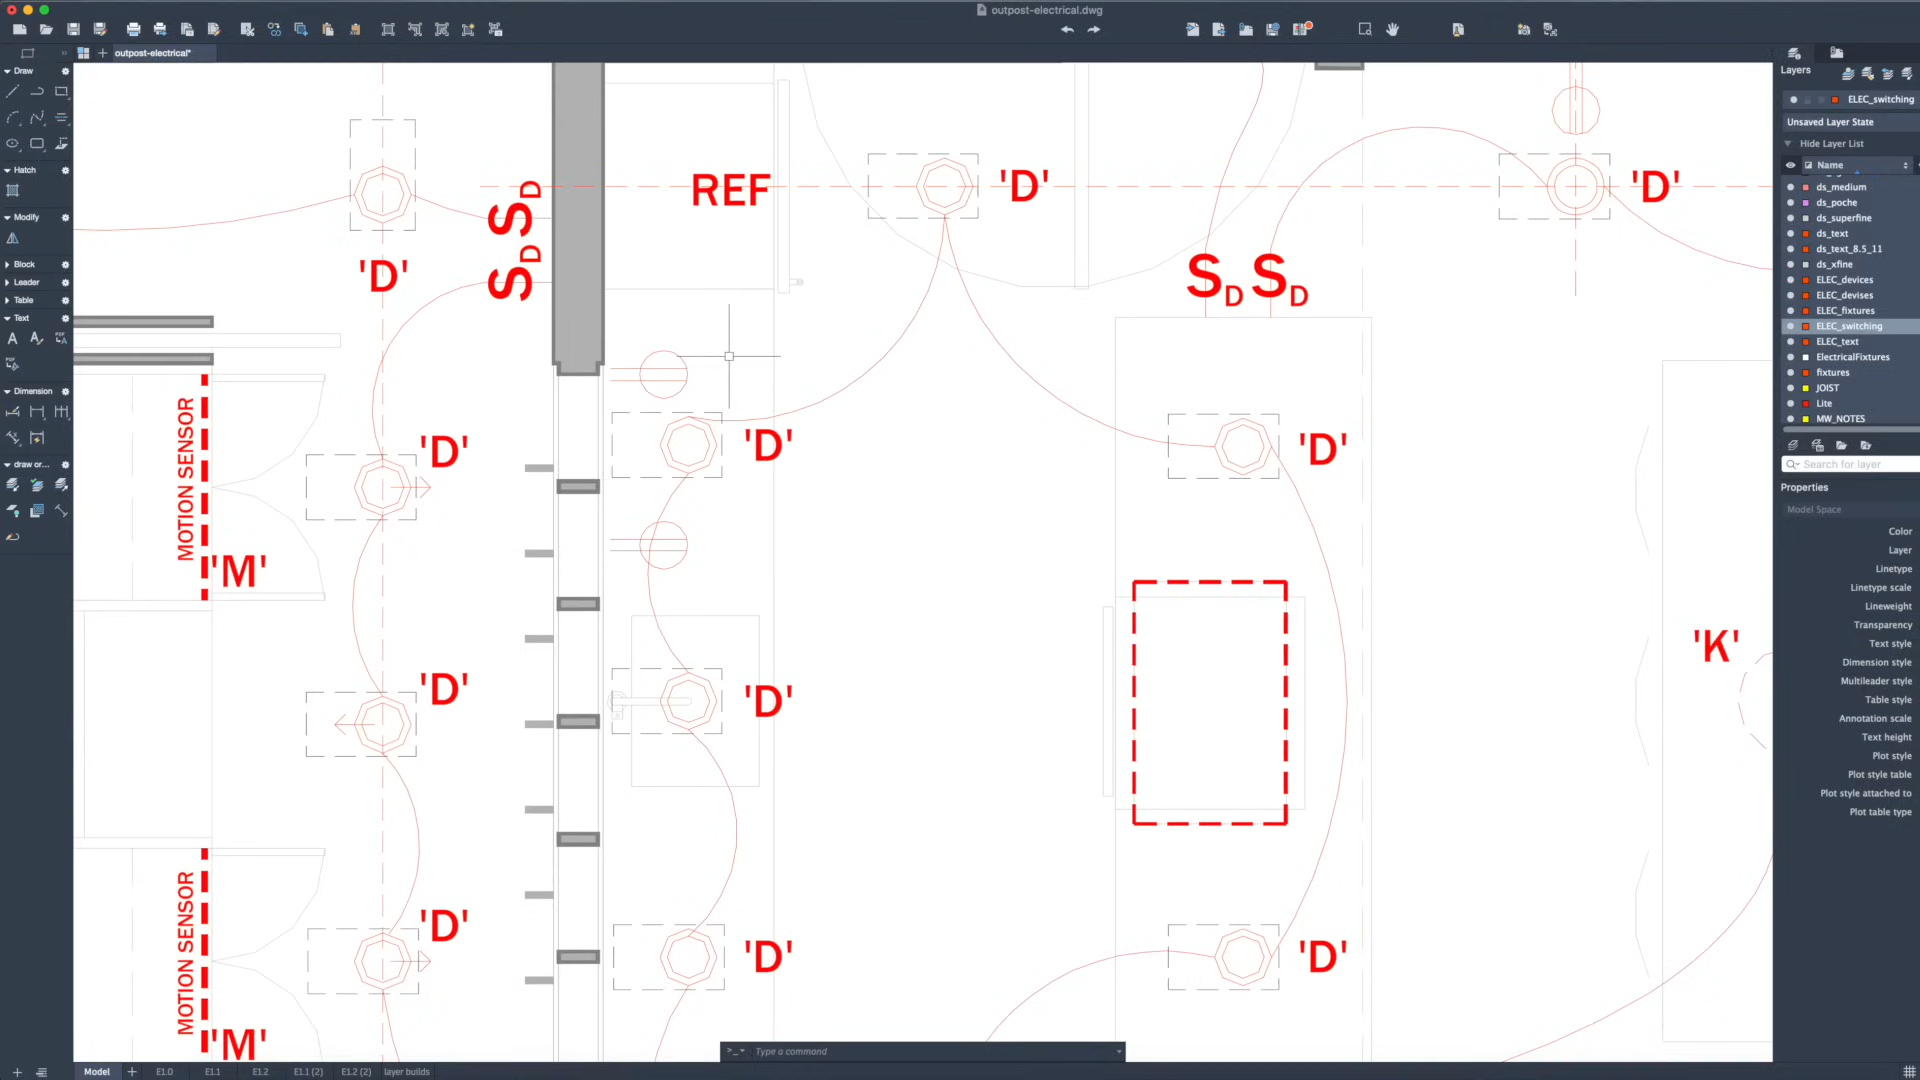 outpost-electrical.dwg
outpost-electrical*
Draw
Hatch
Modify
Block
Leader
Table
Text
A
PDF
PDF
Dimension
draw or...
SD
SD
REF
'D'
'D'
'D'
SD SD
MOTION SENSOR
'M'
'D'
'D'
'D'
'D'
'D'
'K'
MOTION SENSOR
'M'
'D'
'D'
'D'
>_
Type a command
Model
E1.0
E1.1
E1.2
E1.1 (2)
E1.2 (2)
layer builds
Layers
ELEC_switching
Unsaved Layer State
Hide Layer List
Name
ds_medium
ds_poche
ds_superfine
ds_text
ds_text_8.5_11
ds_xfine
ELEC_devices
ELEC_devises
ELEC_fixtures
ELEC_switching
ELEC_text
ElectricalFixtures
fixtures
JOIST
Lite
MW_NOTES
Search for layer
Properties
Model Space
Color
Layer
Linetype
Linetype scale
Lineweight
Transparency
Text style
Dimension style
Multileader style
Table style
Annotation scale
Text height
Plot style
Plot style table
Plot style attached to
Plot table type